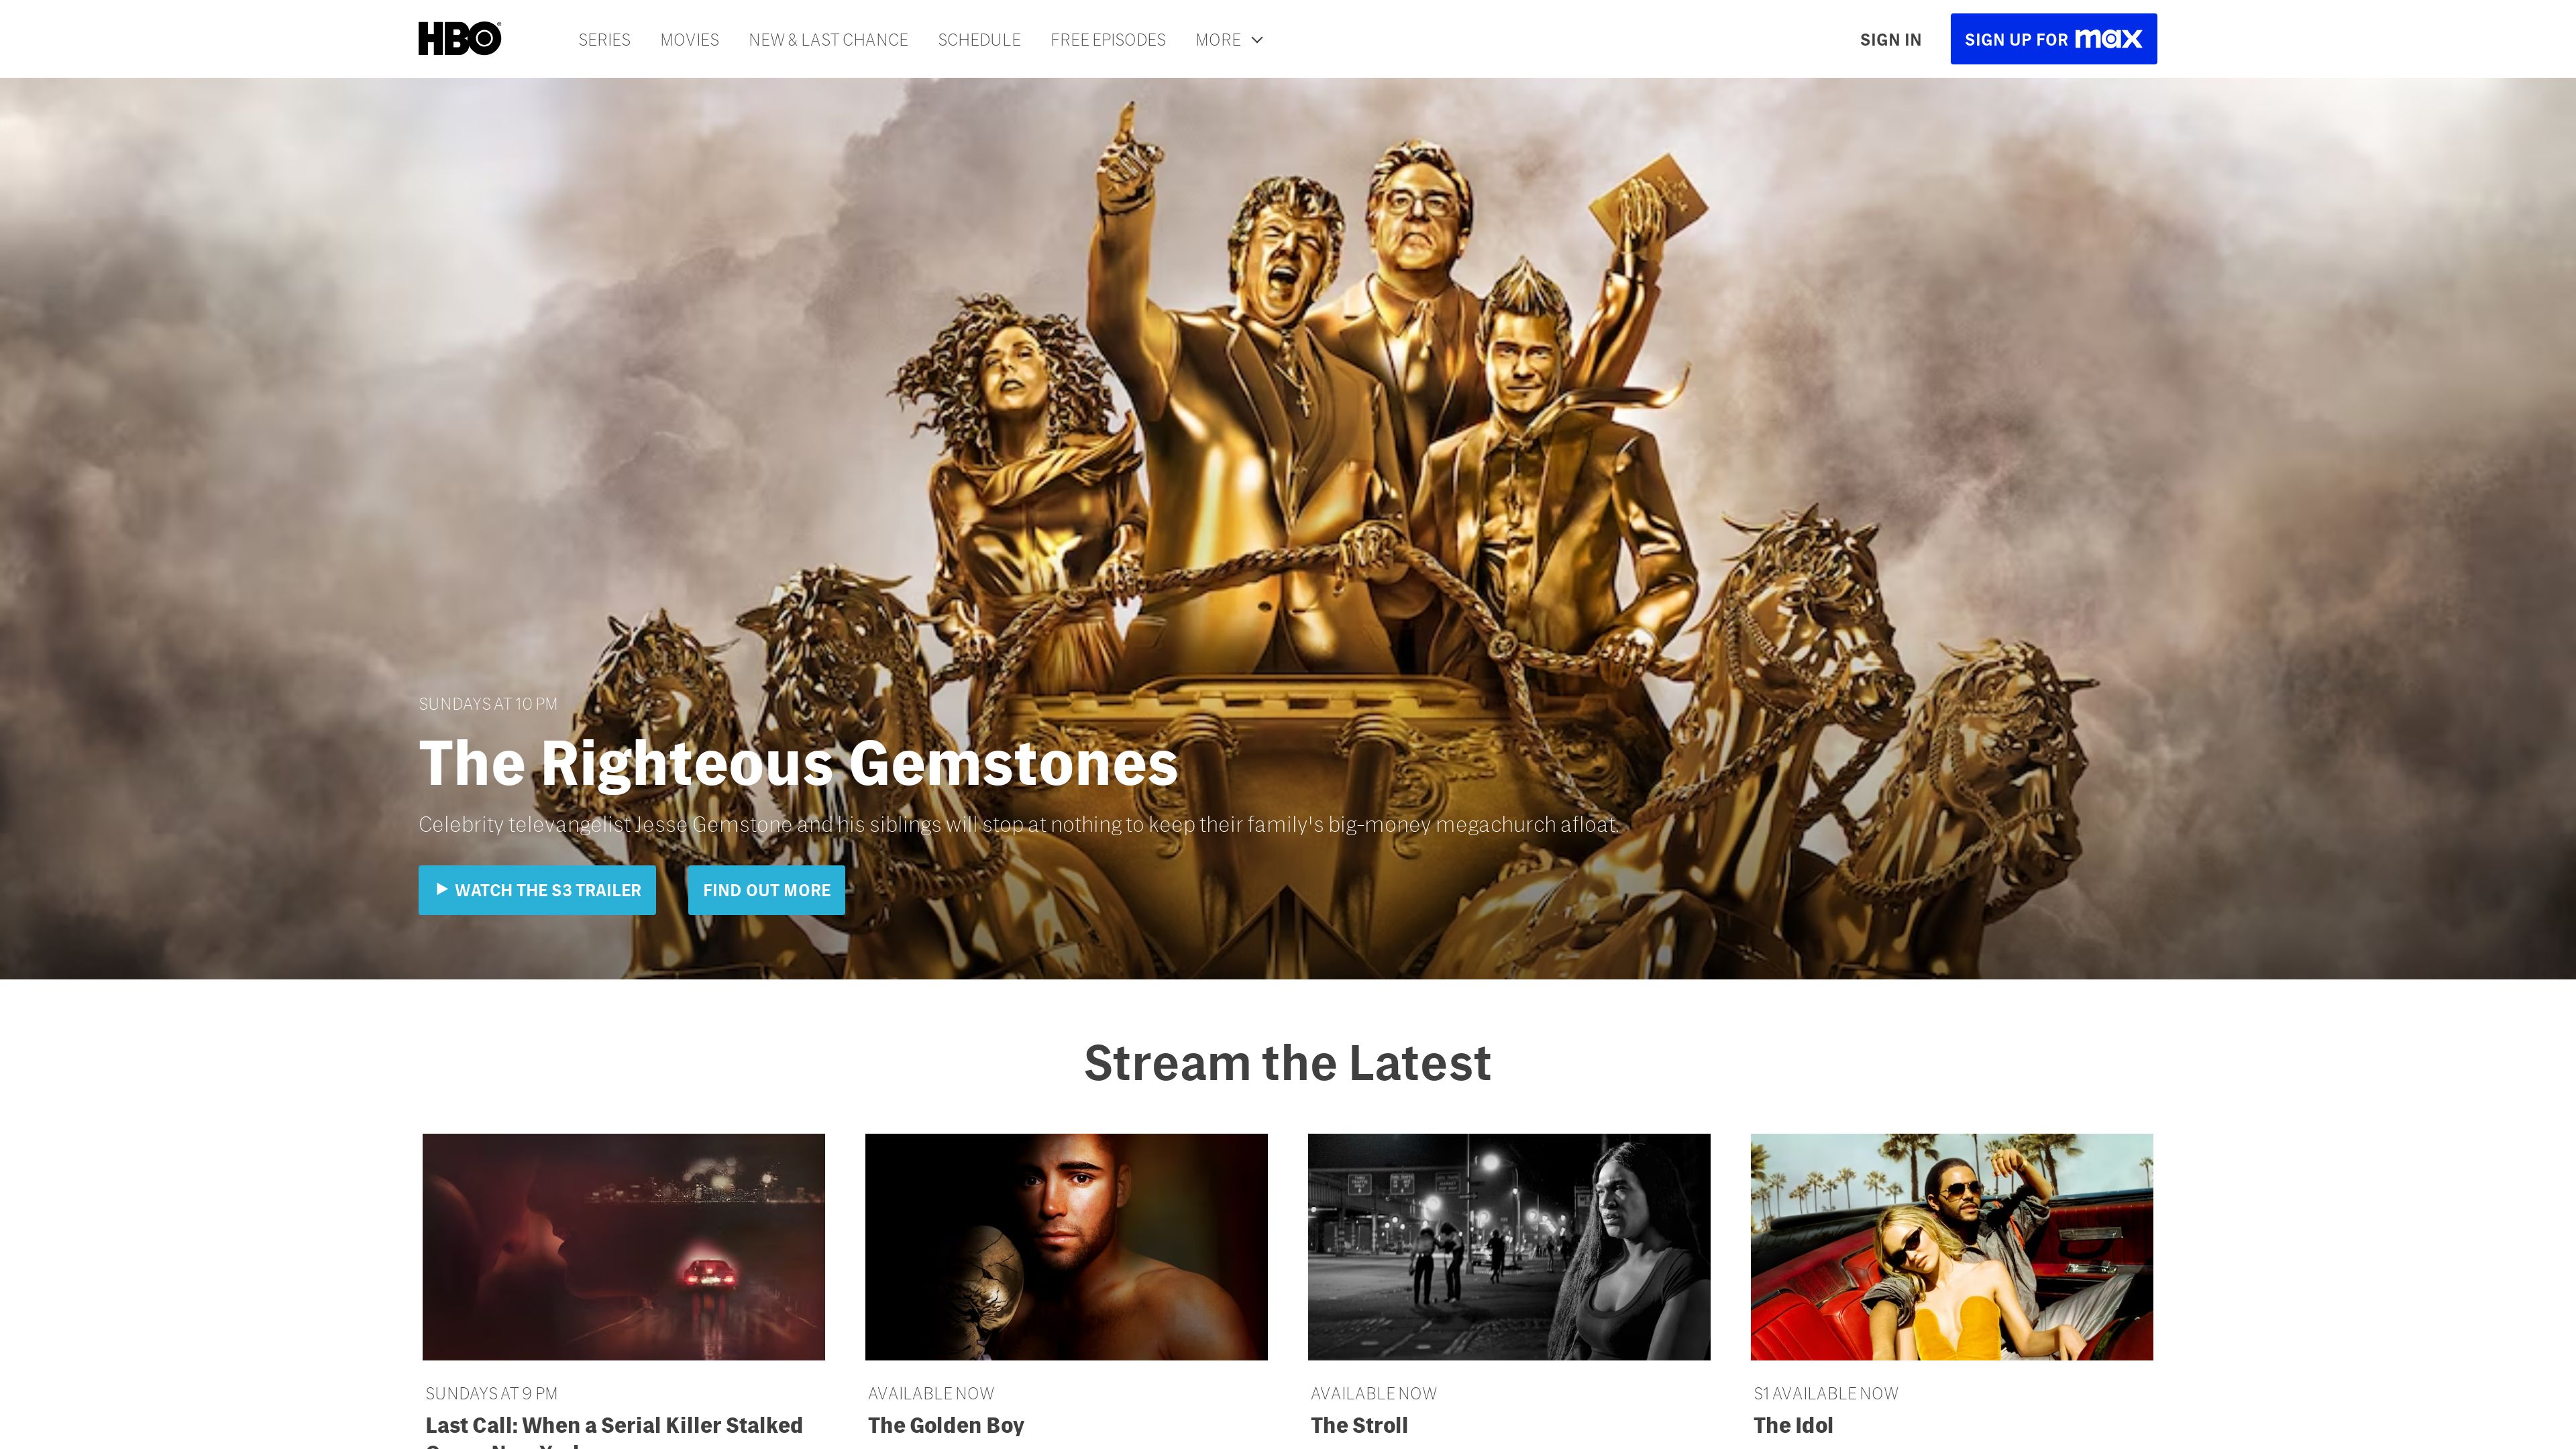 HBO
SERIES
MOVIES
NEW & LAST CHANCE
SCHEDULE
FREE EPISODES
MORE
SIGN IN
SIGN UP FOR max
SUNDAYS AT 10 PM
The Righteous Gemstones
Celebrity televangelist Jesse Gemstone and his siblings will stop at nothing to keep their family's big-money megachurch afloat.
WATCH THE S3 TRAILER
FIND OUT MORE
Stream the Latest
SUNDAYS AT 9 PM
Last Call: When a Serial Killer Stalked
AVAILABLE NOW
The Golden Boy
AVAILABLE NOW
The Stroll
S1 AVAILABLE NOW
The Idol